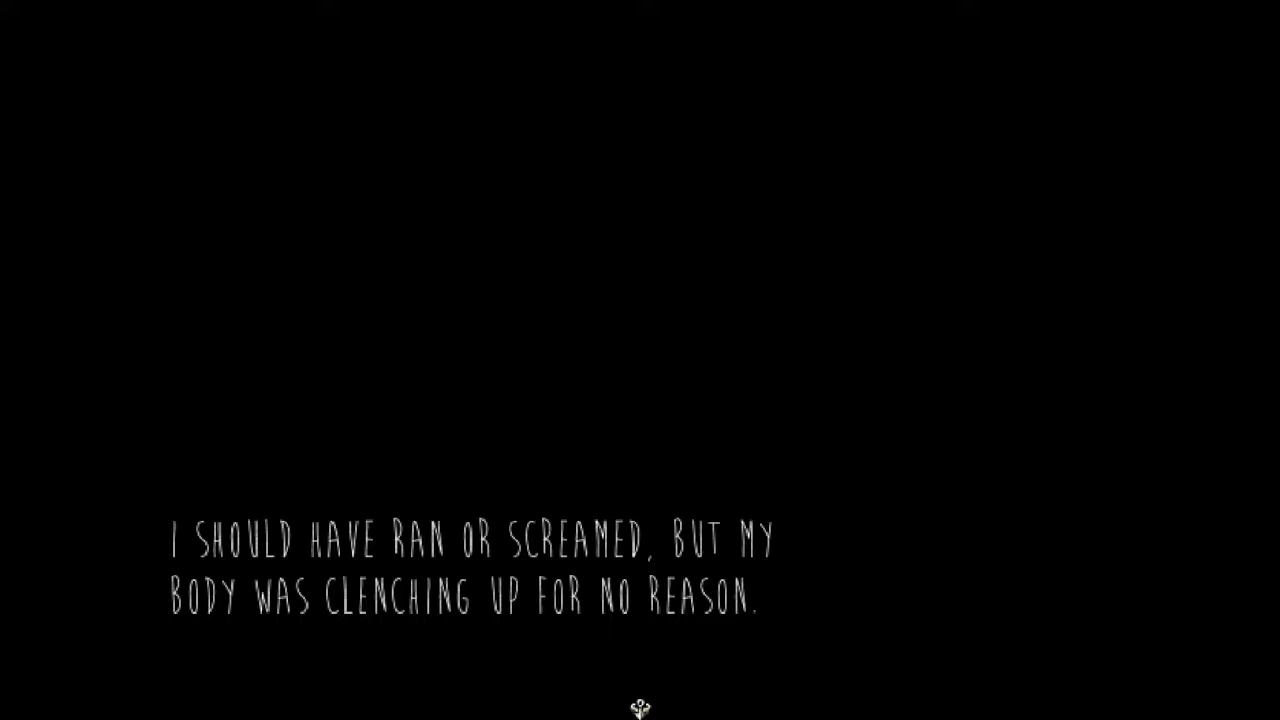 I SHOULD HAVE RAN OR SCREAMED, BUT MY
BODY WAS CLENCHING UP FOR NO REASON.